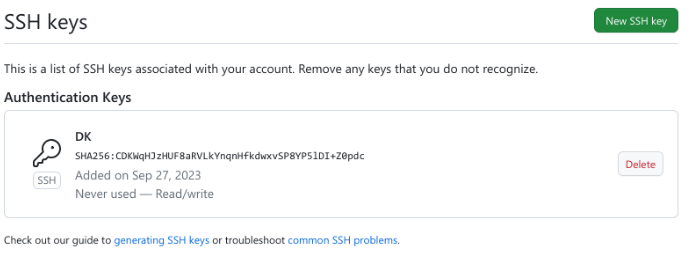 SSH keys
New SSH key
This is a list of SSH keys associated with your account. Remove any keys that you do not recognize.
Authentication Keys
DK
SHA256:CDKWqHJzHUF8aRVLkYnqnHfkdwxvSP8YP5lDI+Z0pdc
SSH
Added on Sep 27, 2023
Never used — Read/write
Delete
Check out our guide to generating SSH keys or troubleshoot common SSH problems.